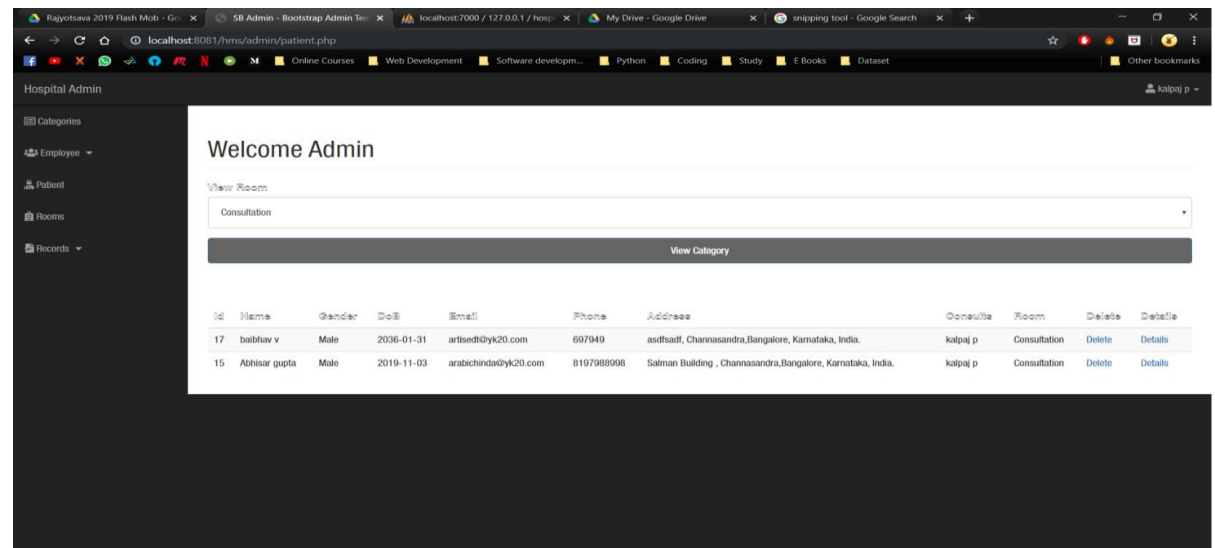 Rajyotsava 2019 Flash Mob - Go SB Admin - Bootstrap Admin Tem localhost:7000 / 127.0.0.1 / hospi My Drive - Google Drive snipping tool - Google Search
localhost:8081/hms/admin/patient.php
Online Courses Web Development Software developm... Python Coding Study E Books Dataset Other bookmarks
Hospital Admin kalpaj p
Categories
Employee
Patient
Rooms
Records
Welcome Admin
View Room
Consultation
View Category
Id Name Gender DoB Email Phone Address Consults Room Delete Details
17 baibhav v Male 2036-01-31 artisedt@yk20.com 697949 asdfsadf, Channasandra,Bangalore, Karnataka, India. kalpaj p Consultation Delete Details
15 Abhisar gupta Male 2019-11-03 arabichinda@yk20.com 8197988998 Salman Building , Channasandra,Bangalore, Karnataka, India. kalpaj p Consultation Delete Details